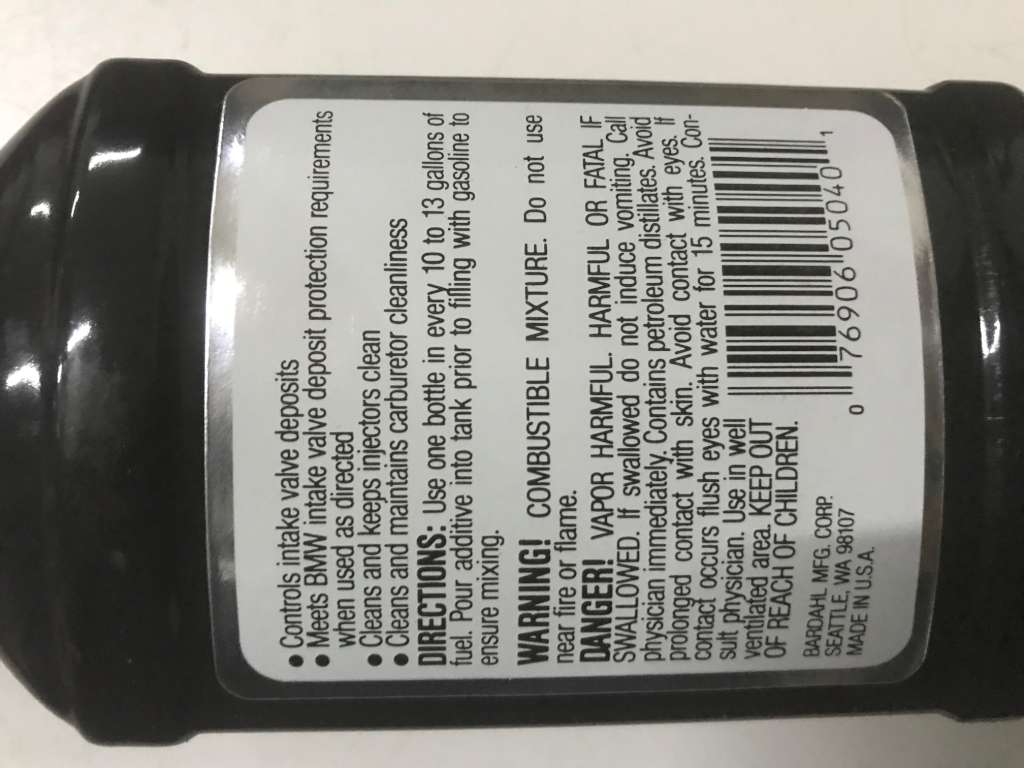 • Controls intake valve deposits
• Meets BMW intake valve deposit protection requirements
when used as directed
• Cleans and keeps injectors clean
• Cleans and maintains carburetor cleanliness
DIRECTIONS: Use one bottle in every 10 to 13 gallons of
fuel. Pour additive into tank prior to filling with gasoline to
ensure mixing.
WARNING! COMBUSTIBLE MIXTURE. Do not use
near fire or flame.
DANGER! VAPOR HARMFUL. HARMFUL OR FATAL IF
SWALLOWED. If swallowed do not induce vomiting. Call
physician immediately. Contains petroleum distillates. Avoid
prolonged contact with skin. Avoid contact with eyes. If
contact occurs flush eyes with water for 15 minutes. Con-
sult physician. Use in well
ventilated area. KEEP OUT
OF REACH OF CHILDREN.
BARDAHL MFG. CORP.
SEATTLE, WA 98107
MADE IN U.S.A.
0 76906 05040 1